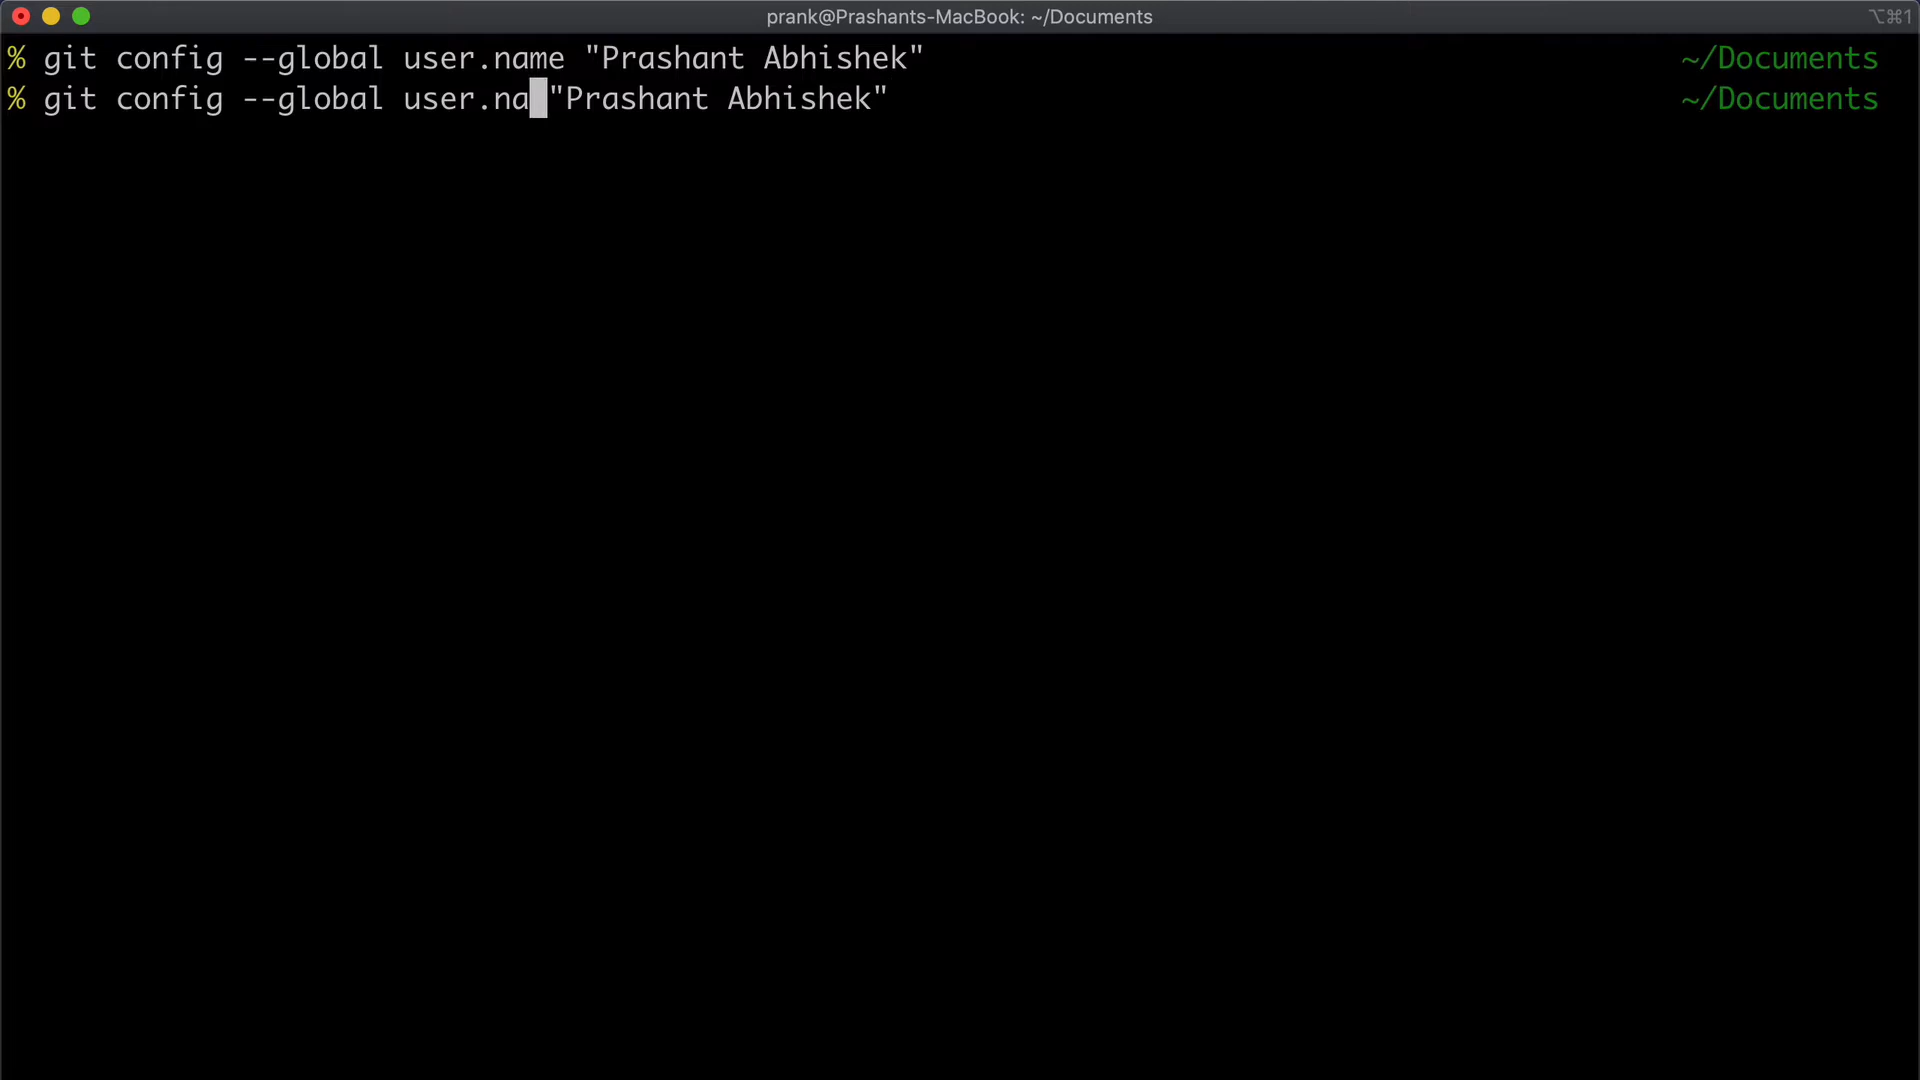 prank@Prashants-MacBook: ~/Documents
⌥⌘1
% git config --global user.name "Prashant Abhishek" ~/Documents
% git config --global user.na "Prashant Abhishek" ~/Documents